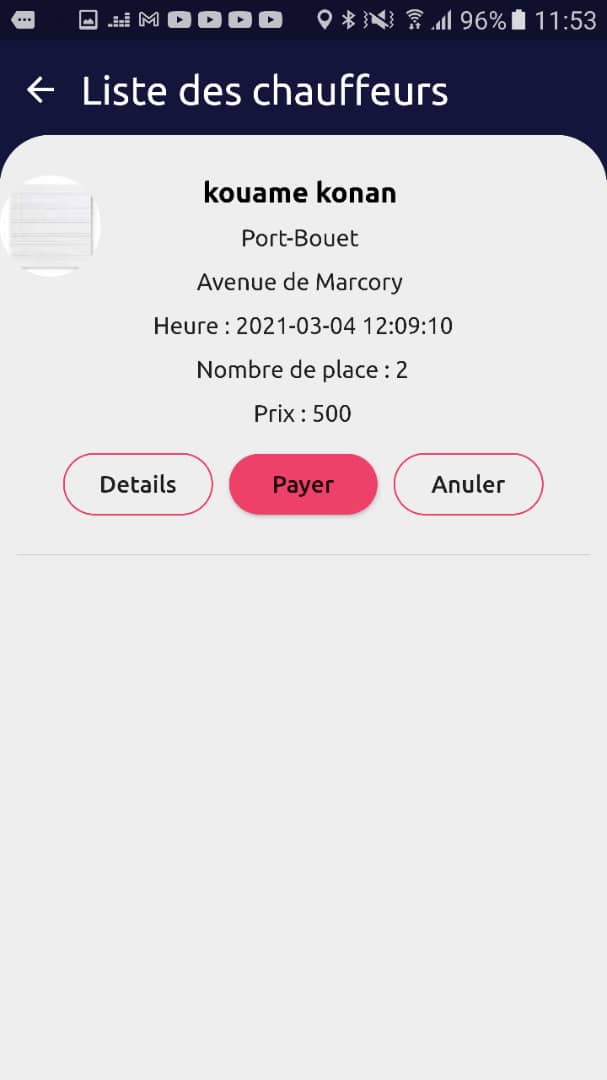 96% 11:53
Liste des chauffeurs
kouame konan
Port-Bouet
Avenue de Marcory
Heure : 2021-03-04 12:09:10
Nombre de place : 2
Prix : 500
Details Payer Anuler